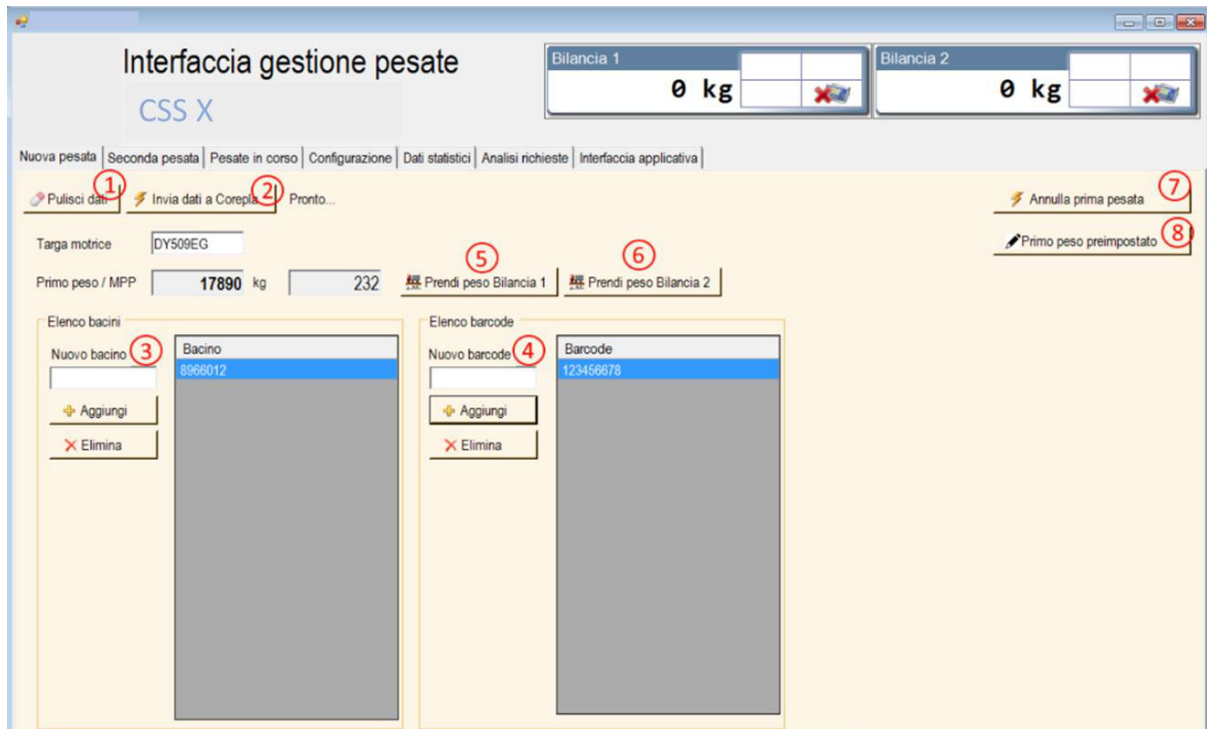 Interfaccia gestione pesate
CSS X
Bilancia 1
0 kg
Bilancia 2
0 kg
Nuova pesata Seconda pesata Pesate in corso Configurazione Dati statistici Analisi richieste Interfaccia applicativa
1 2 7
Pulisci dati Invia dati a Corepla Pronto... Annulla prima pesata
8
Targa motrice DY509EG Primo peso preimpostato
5 6
Primo peso / MPP 17890 kg 232 Prendi peso Bilancia 1 Prendi peso Bilancia 2
Elenco bacini Elenco barcode
Nuovo bacino 3 Bacino Nuovo barcode 4 Barcode
8966012 123456678
Aggiungi Aggiungi
Elimina Elimina